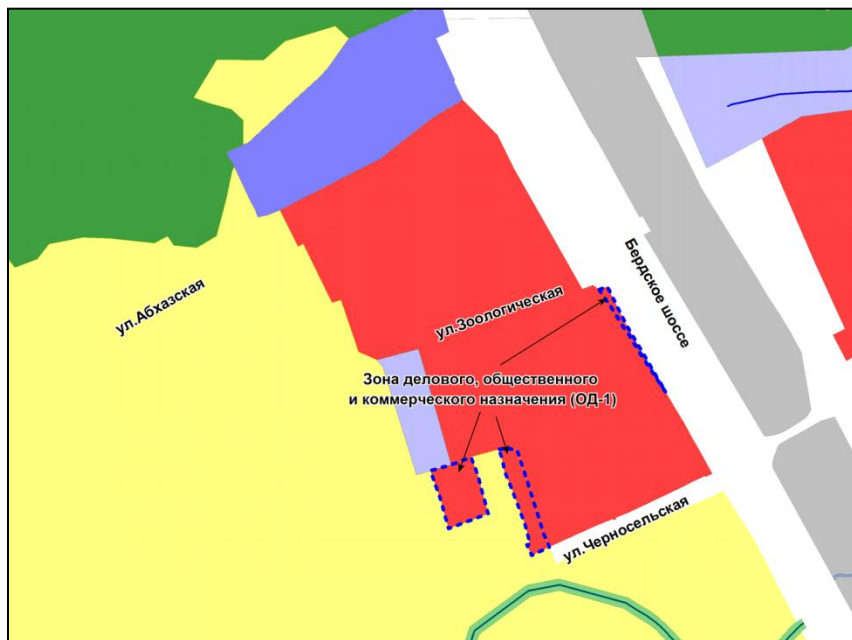 ул.Абхазская
ул.Зоологическая
Бердское шоссе
Зона делового, общественного
и коммерческого назначения (ОД-1)
ул.Черносельская